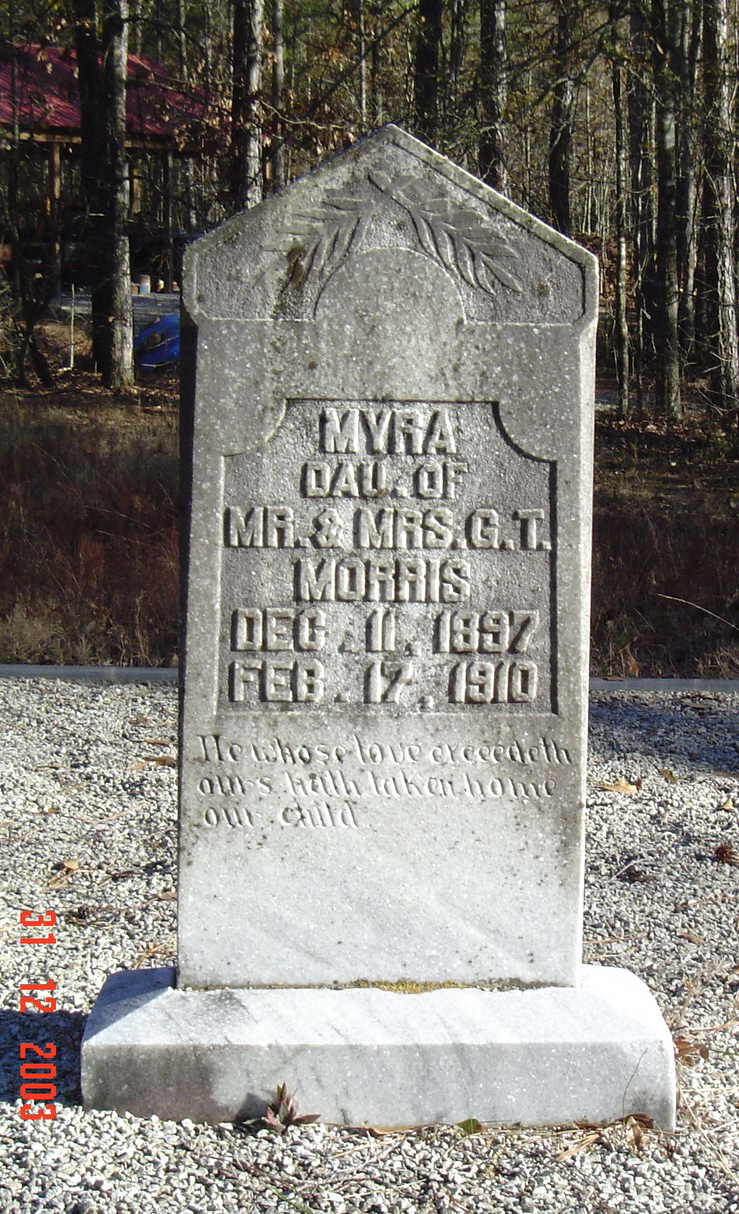 MYRA
DAU. OF
MR. & MRS. G. T.
MORRIS
DEC. 11, 1897
FEB. 17, 1910
He whose love exceedeth
ours hath taken home
our child
31 12 2003